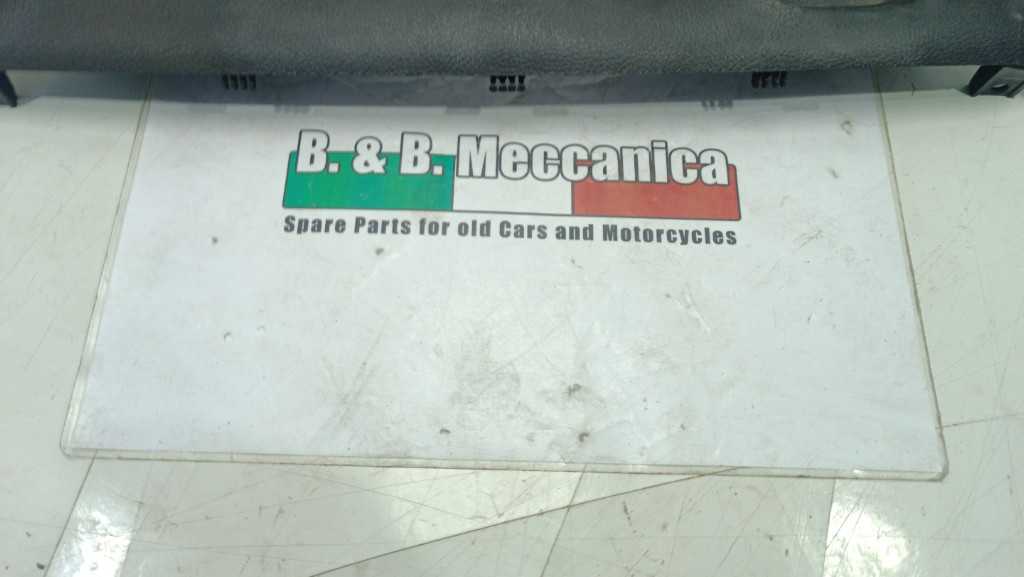 B. & B. Meccanica
Spare Parts for old Cars and Motorcycles